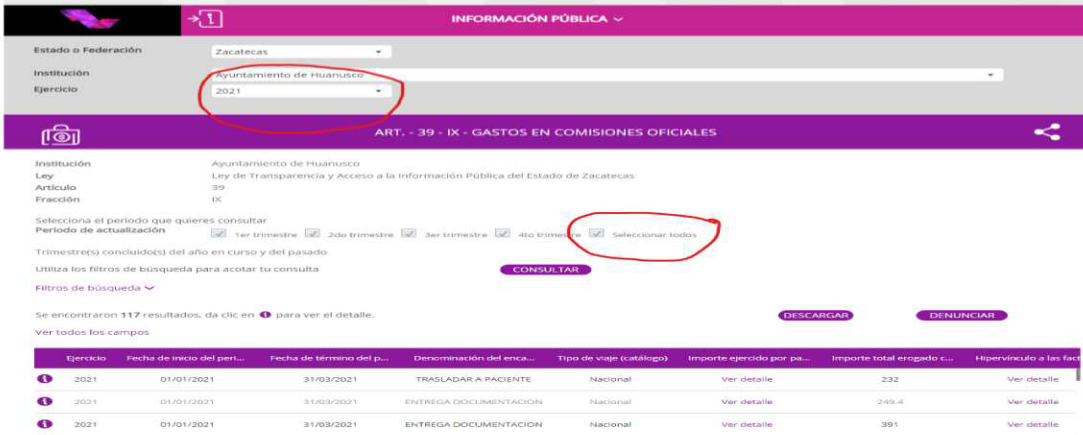 INFORMACIÓN PÚBLICA
Estado o Federación Zacatecas
Institución Ayuntamiento de Huanusco
Ejercicio 2021
ART. - 39 - IX - GASTOS EN COMISIONES OFICIALES
Institución Ayuntamiento de Huanusco
Ley Ley de Transparencia y Acceso a la Información Pública del Estado de Zacatecas
Artículo 39
Fracción IX
Selecciona el periodo que quieres consultar
Periodo de actualización 1er trimestre 2do trimestre 3er trimestre 4to trimestre Seleccionar todos
Trimestre(s) concluido(s) del año en curso y del pasado
Utiliza los filtros de búsqueda para acotar tu consulta CONSULTAR
Filtros de búsqueda
Se encontraron 117 resultados, da clic en i para ver el detalle. DESCARGAR DENUNCIAR
Ver todos los campos
Ejercicio Fecha de inicio del peri... Fecha de término del p... Denominación del enca... Tipo de viaje (catálogo) Importe ejercido por pa... Importe total erogado c... Hipervínculo a las fact
2021 01/01/2021 31/03/2021 TRASLADAR A PACIENTE Nacional Ver detalle 232 Ver detalle
2021 01/01/2021 31/03/2021 ENTREGA DOCUMENTACION Nacional Ver detalle 249.4 Ver detalle
2021 01/01/2021 31/03/2021 ENTREGA DOCUMENTACION Nacional Ver detalle 391 Ver detalle